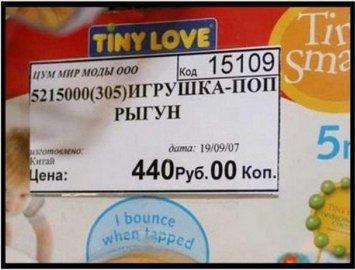 TiNY LOVE
ЦУМ МИР МОДЫ ООО
Код 15109
5215000(305)ИГРУШКА-ПОП
РЫГУН
изготовлено: дата: 19/09/07
Китай
Цена: 440Руб.00 Коп.
I bounce
when tapped